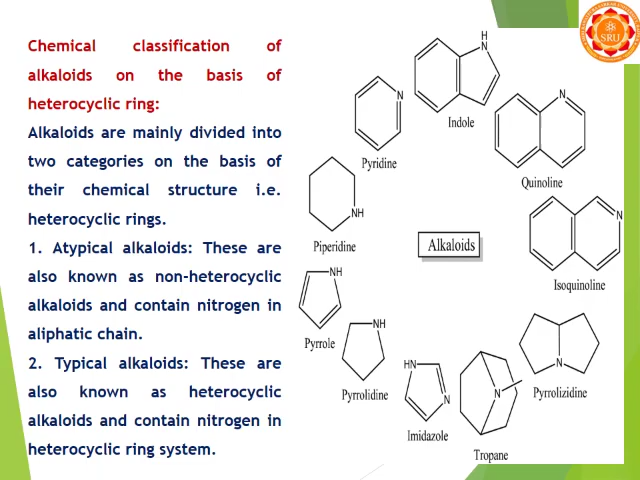 Chemical classification of
alkaloids on the basis of
heterocyclic ring:
Alkaloids are mainly divided into
two categories on the basis of
their chemical structure i.e.
heterocyclic rings.
1. Atypical alkaloids: These are
also known as non-heterocyclic
alkaloids and contain nitrogen in
aliphatic chain.
2. Typical alkaloids: These are
also known as heterocyclic
alkaloids and contain nitrogen in
heterocyclic ring system.
SRU
H
N
Indole
N
Pyridine
N
Quinoline
NH
Piperidine
Alkaloids
N
Isoquinoline
NH
Pyrrole
NH
Pyrrolidine
HN
N
Imidazole
N
Tropane
N
Pyrrolizidine